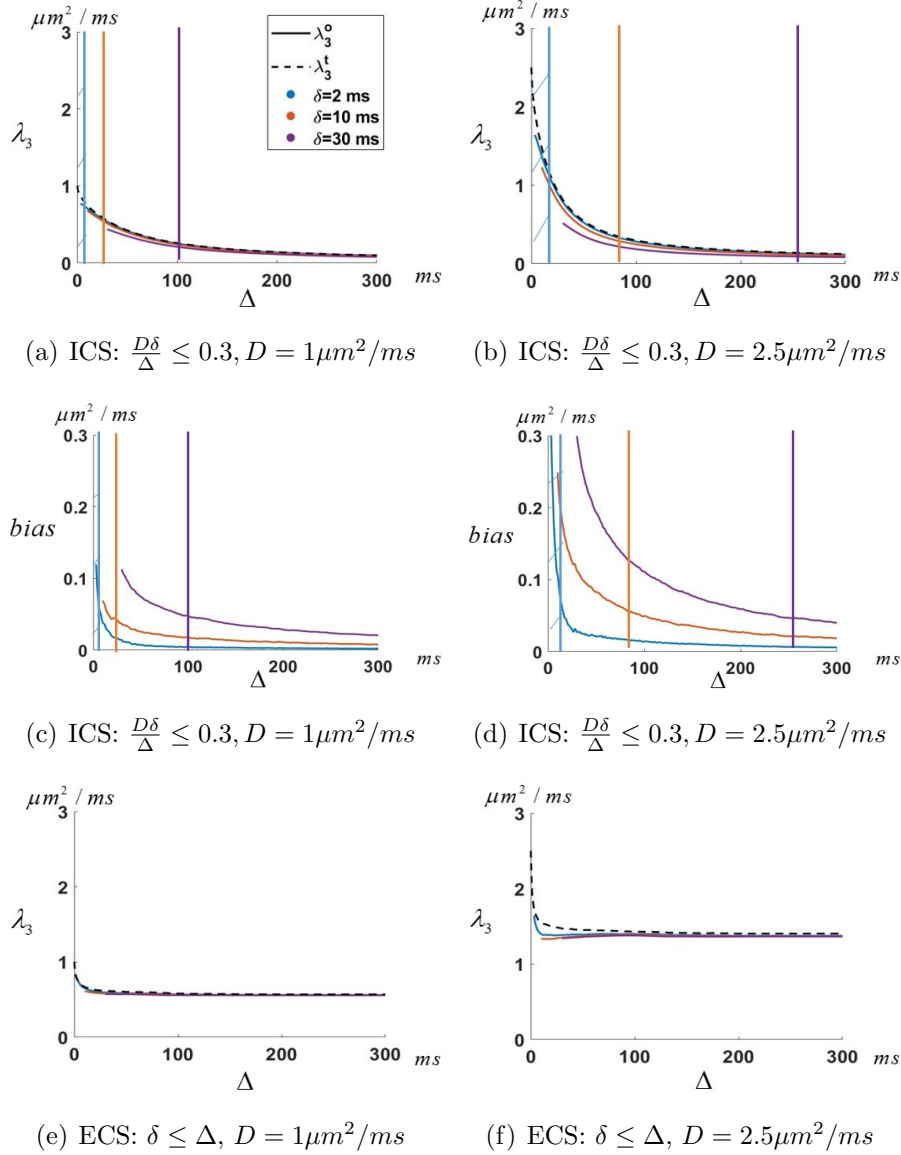 μm² / ms
3
2
λ₃
1
0
0 100 200 300
ms
Δ
λ₃ᵒ
λ₃ᵗ
δ=2 ms
δ=10 ms
δ=30 ms
μm² / ms
3
2
λ₃
1
0
0 100 200 300
ms
Δ
(a) ICS: Dδ/Δ ≤ 0.3, D = 1μm²/ms
(b) ICS: Dδ/Δ ≤ 0.3, D = 2.5μm²/ms
μm² / ms
0.3
0.2
bias
0.1
0
0 100 200 300
ms
Δ
μm² / ms
0.3
0.2
bias
0.1
0
0 100 200 300
ms
Δ
(c) ICS: Dδ/Δ ≤ 0.3, D = 1μm²/ms
(d) ICS: Dδ/Δ ≤ 0.3, D = 2.5μm²/ms
μm² / ms
3
2
λ₃
1
0
0 100 200 300
ms
Δ
μm² / ms
3
2
λ₃
1
0
0 100 200 300
ms
Δ
(e) ECS: δ ≤ Δ, D = 1μm²/ms
(f) ECS: δ ≤ Δ, D = 2.5μm²/ms